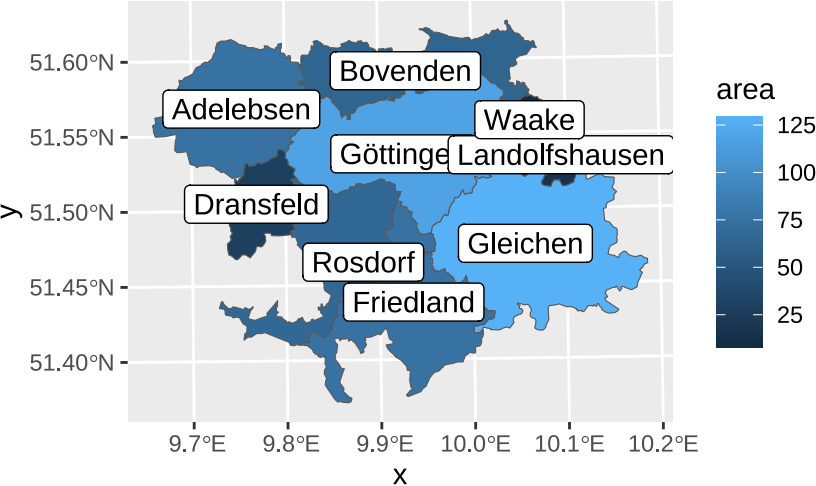 51.60°N
51.55°N
51.50°N
51.45°N
51.40°N
y
Bovenden
Adelebsen
Waake
Göttinge
Landolfshausen
Dransfeld
Gleichen
Rosdorf
Friedland
9.7°E 9.8°E 9.9°E 10.0°E 10.1°E 10.2°E
x
area
125
100
75
50
25